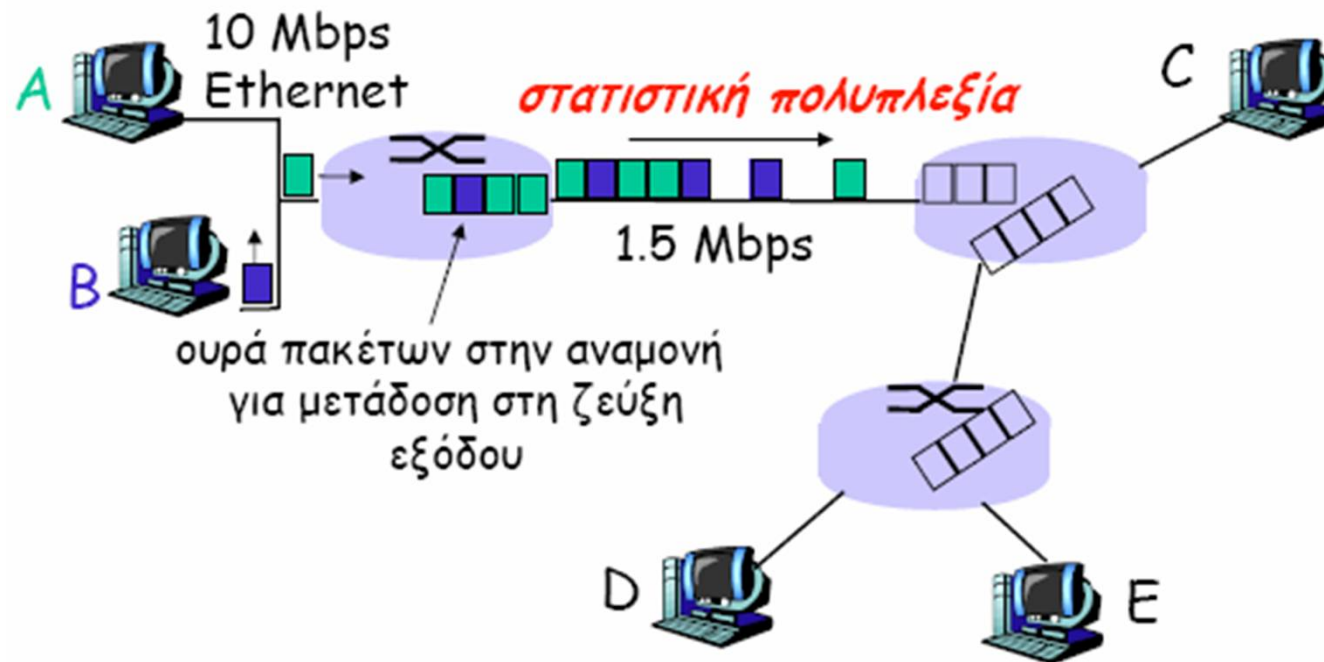 10 Mbps
Ethernet
A
στατιστική πολυπλεξία
C
1.5 Mbps
B
ουρά πακέτων στην αναμονή
για μετάδοση στη ζεύξη
εξόδου
D
E